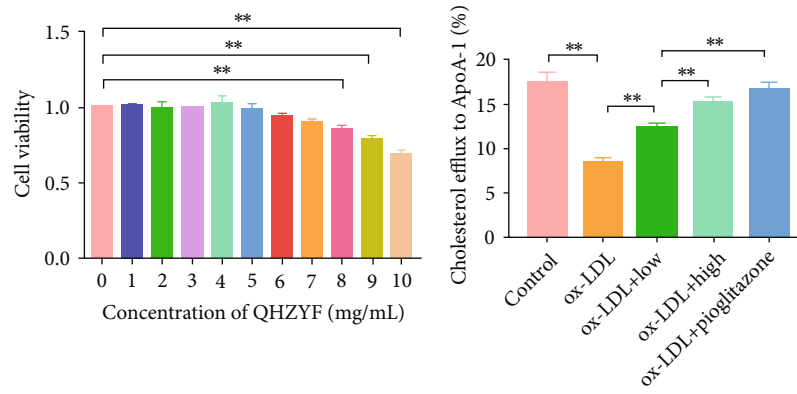 **
**
**
1.5
1.0
0.5
0.0
Cell viability
0 1 2 3 4 5 6 7 8 9 10
Concentration of QHZYF (mg/mL)
Cholesterol efflux to ApoA-1 (%)
20
15
10
5
0
**
**
**
**
Control
ox-LDL
ox-LDL+low
ox-LDL+high
ox-LDL+pioglitazone